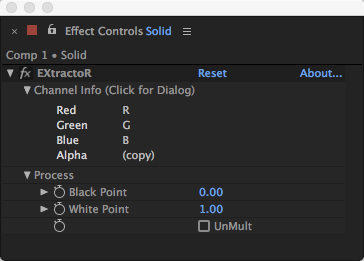 Effect Controls Solid
Comp 1 • Solid
fx EXtractoR Reset About...
Channel Info (Click for Dialog)
Red R
Green G
Blue B
Alpha (copy)
Process
Black Point 0.00
White Point 1.00
UnMult